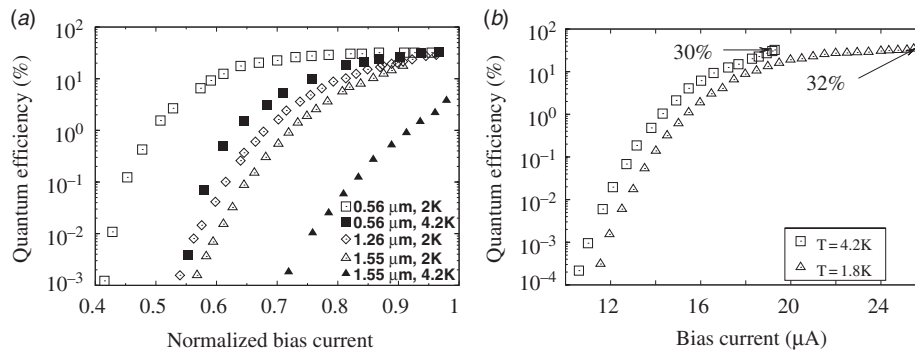 (a)
Quantum efficiency (%)
10²
10¹
10⁰
10⁻¹
10⁻²
10⁻³
0.4 0.5 0.6 0.7 0.8 0.9 1
Normalized bias current
0.56 μm, 2K
0.56 μm, 4.2K
1.26 μm, 2K
1.55 μm, 2K
1.55 μm, 4.2K
(b)
Quantum efficiency (%)
10²
10¹
10⁰
10⁻¹
10⁻²
10⁻³
10⁻⁴
12 16 20 24
Bias current (μA)
30%
32%
T=4.2K
T=1.8K